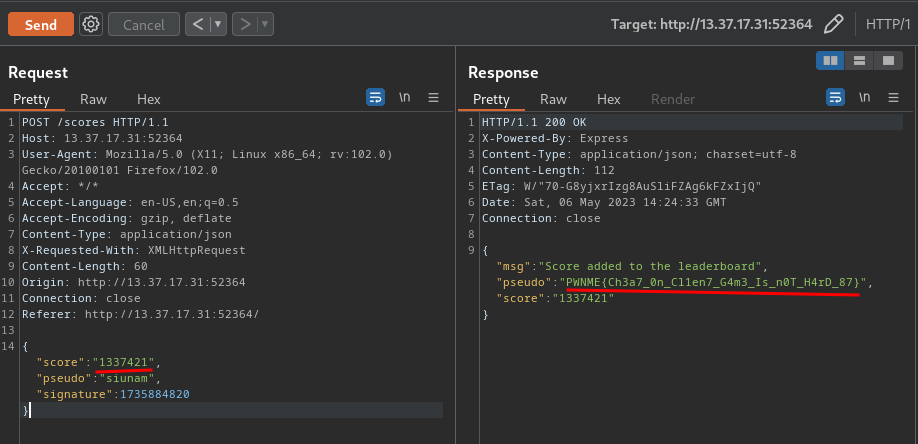 Send
Cancel
Target: http://13.37.17.31:52364
HTTP/1
Request
Pretty Raw Hex
\n
1 POST /scores HTTP/1.1
2 Host: 13.37.17.31:52364
3 User-Agent: Mozilla/5.0 (X11; Linux x86_64; rv:102.0)
Gecko/20100101 Firefox/102.0
4 Accept: */*
5 Accept-Language: en-US,en;q=0.5
6 Accept-Encoding: gzip, deflate
7 Content-Type: application/json
8 X-Requested-With: XMLHttpRequest
9 Content-Length: 60
10 Origin: http://13.37.17.31:52364
11 Connection: close
12 Referer: http://13.37.17.31:52364/
13
14 {
"score":"1337421",
"pseudo":"siunam",
"signature":1735884820
}
Response
Pretty Raw Hex Render
\n
1 HTTP/1.1 200 OK
2 X-Powered-By: Express
3 Content-Type: application/json; charset=utf-8
4 Content-Length: 112
5 ETag: W/"70-G8yjxrIzg8AuSliFZAg6kFZxIjQ"
6 Date: Sat, 06 May 2023 14:24:33 GMT
7 Connection: close
8
9 {
"msg":"Score added to the leaderboard",
"pseudo":"PWNME{Ch3a7_0n_Cl1en7_G4m3_Is_n0T_H4rD_87}",
"score":"1337421"
}